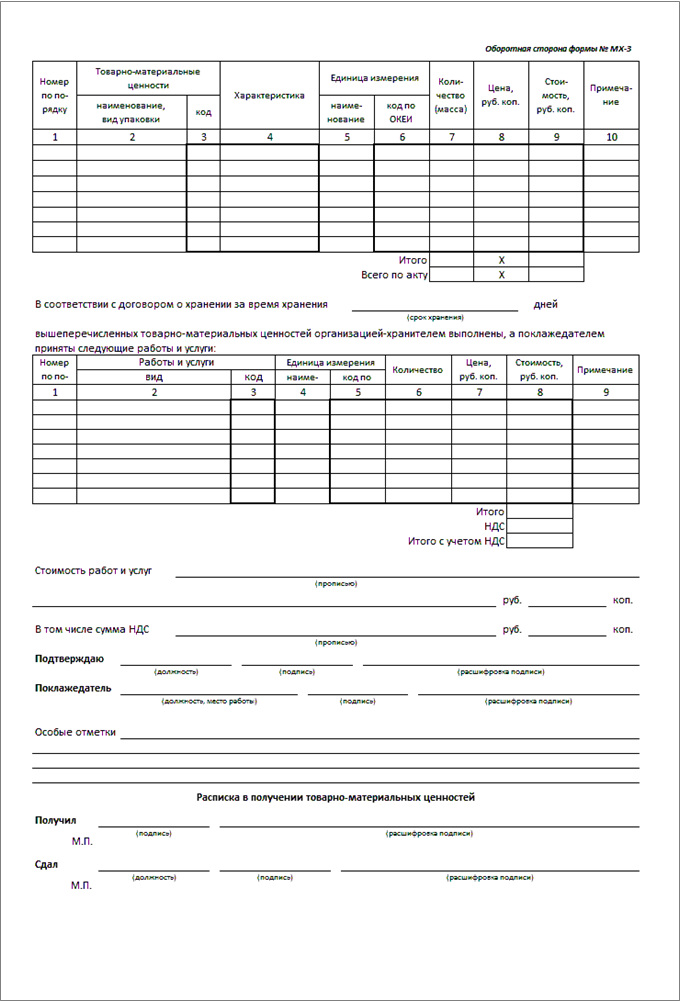 Оборотная сторона формы № МХ-3
Номер по по-рядку
Товарно-материальные ценности
Характеристика
Единица измерения
Коли-чество (масса)
Цена, руб. коп.
Стои-мость, руб. коп.
Примеча-ние
наименование, вид упаковки
код
наиме-нование
код по ОКЕИ
1 2 3 4 5 6 7 8 9 10
Итого Х
Всего по акту Х
В соответствии с договором о хранении за время хранения дней
(срок хранения)
вышеперечисленных товарно-материальных ценностей организацией-хранителем выполнены, а поклажедателем
приняты следующие работы и услуги:
Номер по по-
Работы и услуги
Единица измерения
Количество
Цена, руб. коп.
Стоимость, руб. коп.
Примечание
вид
код
наиме-
код по
1 2 3 4 5 6 7 8 9
Итого
НДС
Итого с учетом НДС
Стоимость работ и услуг
(прописью)
руб. коп.
В том числе сумма НДС руб. коп.
(прописью)
Подтверждаю
(должность) (подпись) (расшифровка подписи)
Поклажедатель
(должность, место работы) (подпись) (расшифровка подписи)
Особые отметки
Расписка в получении товарно-материальных ценностей
Получил
(подпись) (расшифровка подписи)
М.П.
Сдал
(должность) (подпись) (расшифровка подписи)
М.П.